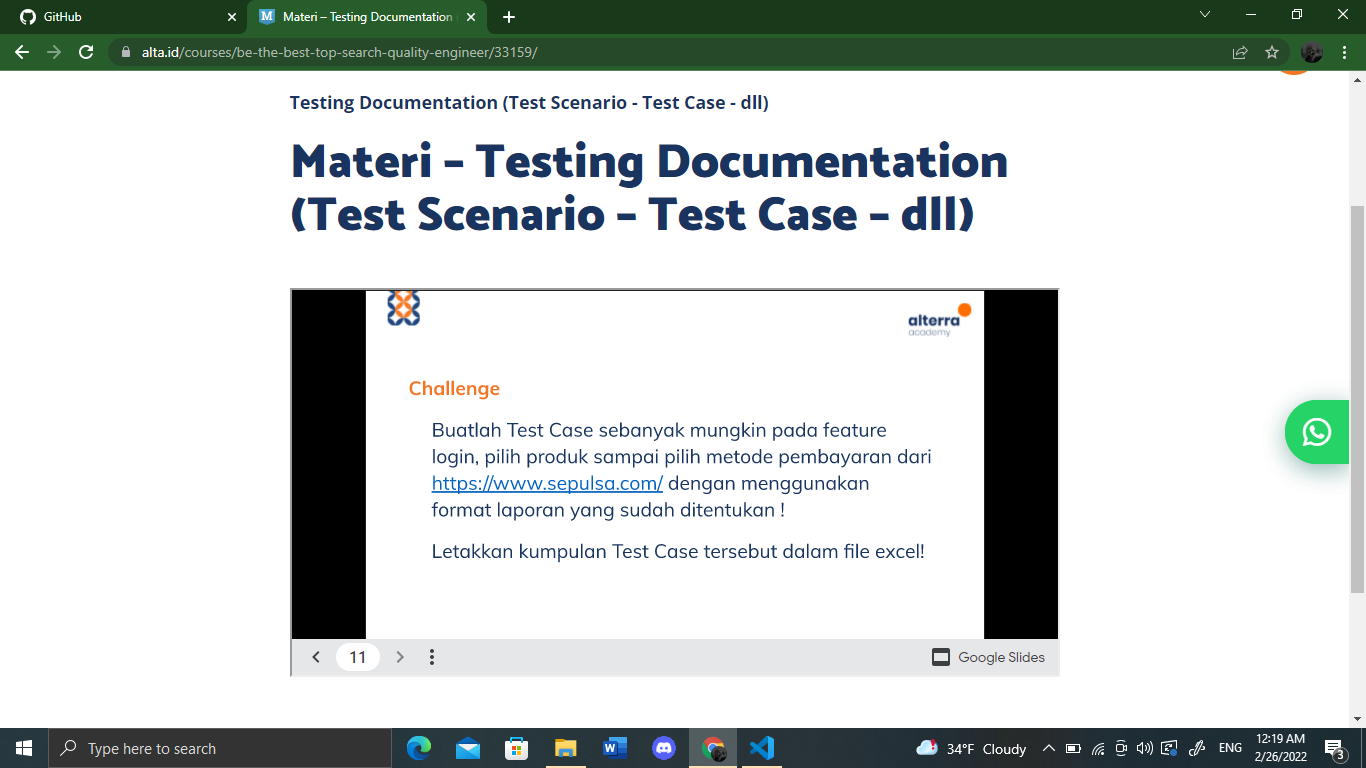 GitHub
Materi – Testing Documentation
alta.id/courses/be-the-best-top-search-quality-engineer/33159/
Testing Documentation (Test Scenario - Test Case - dll)
Materi – Testing Documentation
(Test Scenario – Test Case – dll)
alterra
academy
Challenge
Buatlah Test Case sebanyak mungkin pada feature
login, pilih produk sampai pilih metode pembayaran dari
https://www.sepulsa.com/ dengan menggunakan
format laporan yang sudah ditentukan !
Letakkan kumpulan Test Case tersebut dalam file excel!
11
Google Slides
Type here to search
34°F Cloudy
ENG
12:19 AM
2/26/2022
3